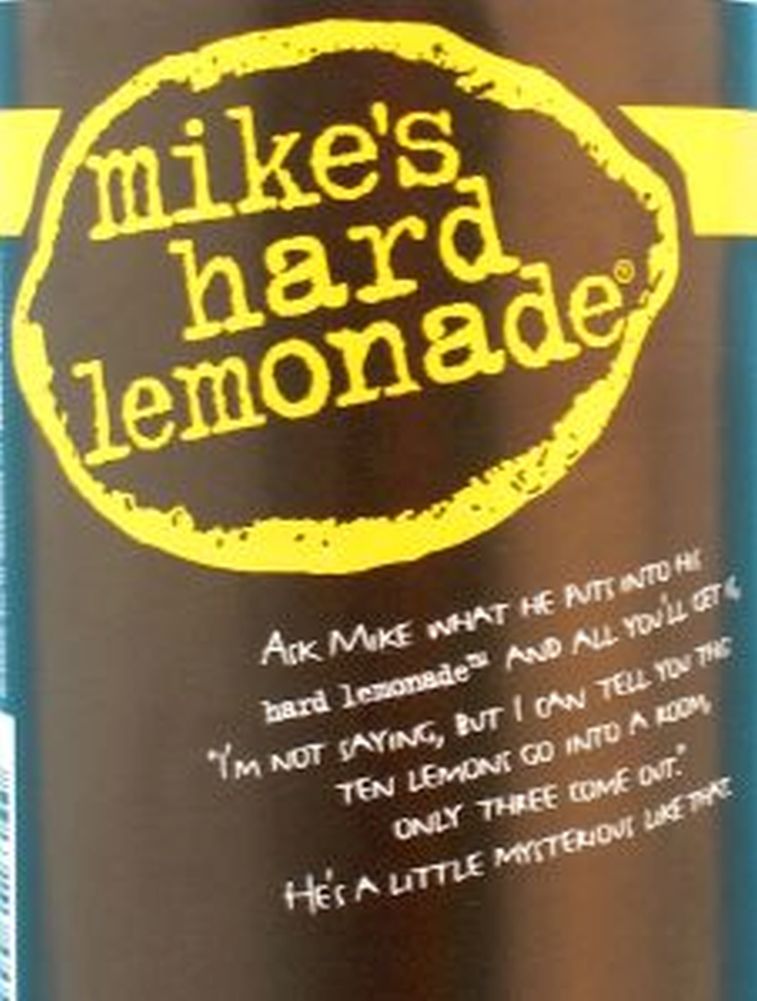 mike's
hard
lemonade®
Ask Mike what he puts into his
hard lemonade™ and all you'll get is,
"I'm not saying, but I can tell you this
ten lemons go into a room,
only three come out."
He's a little mysterious like that.